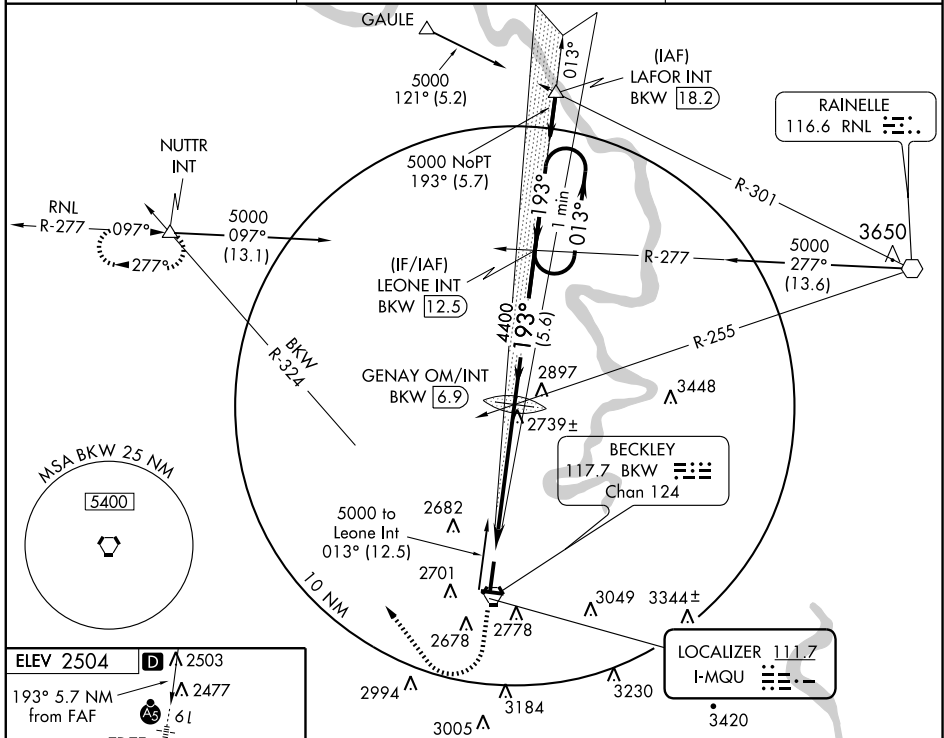 GAULE
5000
121° (5.2)
013°
(IAF)
LAFOR INT
BKW 18.2
RAINELLE
116.6 RNL
NUTTR
INT
5000 NoPT
193° (5.7)
R-301
RNL
R-277
097°
277°
5000
097°
(13.1)
193°
1 min
013°
R-277
5000
277°
(13.6)
3650
(IF/IAF)
LEONE INT
BKW 12.5
4400
193°
(5.6)
R-255
BKW
R-324
GENAY OM/INT
BKW 6.9
2897
3448
2739±
MSA BKW 25 NM
5400
BECKLEY
117.7 BKW
Chan 124
2682
5000 to
Leone Int
013° (12.5)
2701
10 NM
2678
2778
3049
3344±
LOCALIZER 111.7
I-MQU
2994
3184
3230
3005
3420
ELEV 2504
D
2503
193° 5.7 NM
from FAF
2477
A5
6L